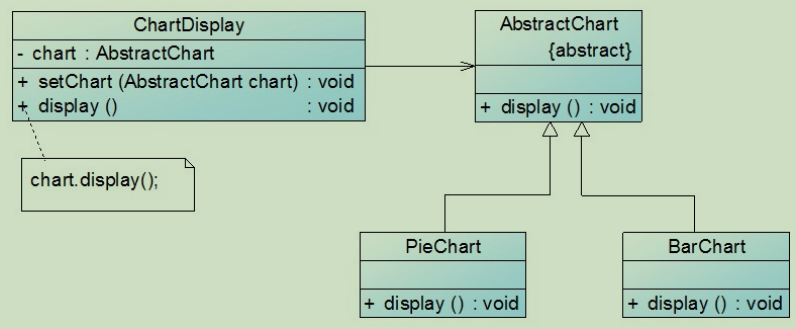 ChartDisplay
- chart : AbstractChart
+ setChart (AbstractChart chart) : void
+ display () : void
chart.display();
AbstractChart
{abstract}
+ display () : void
PieChart
+ display () : void
BarChart
+ display () : void